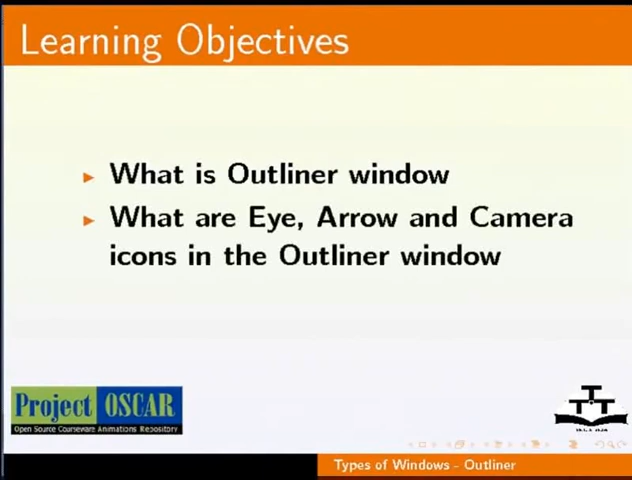 Learning Objectives
What is Outliner window
What are Eye, Arrow and Camera
icons in the Outliner window
Project OSCAR
Open Source Courseware Animations Repository
Types of Windows - Outliner